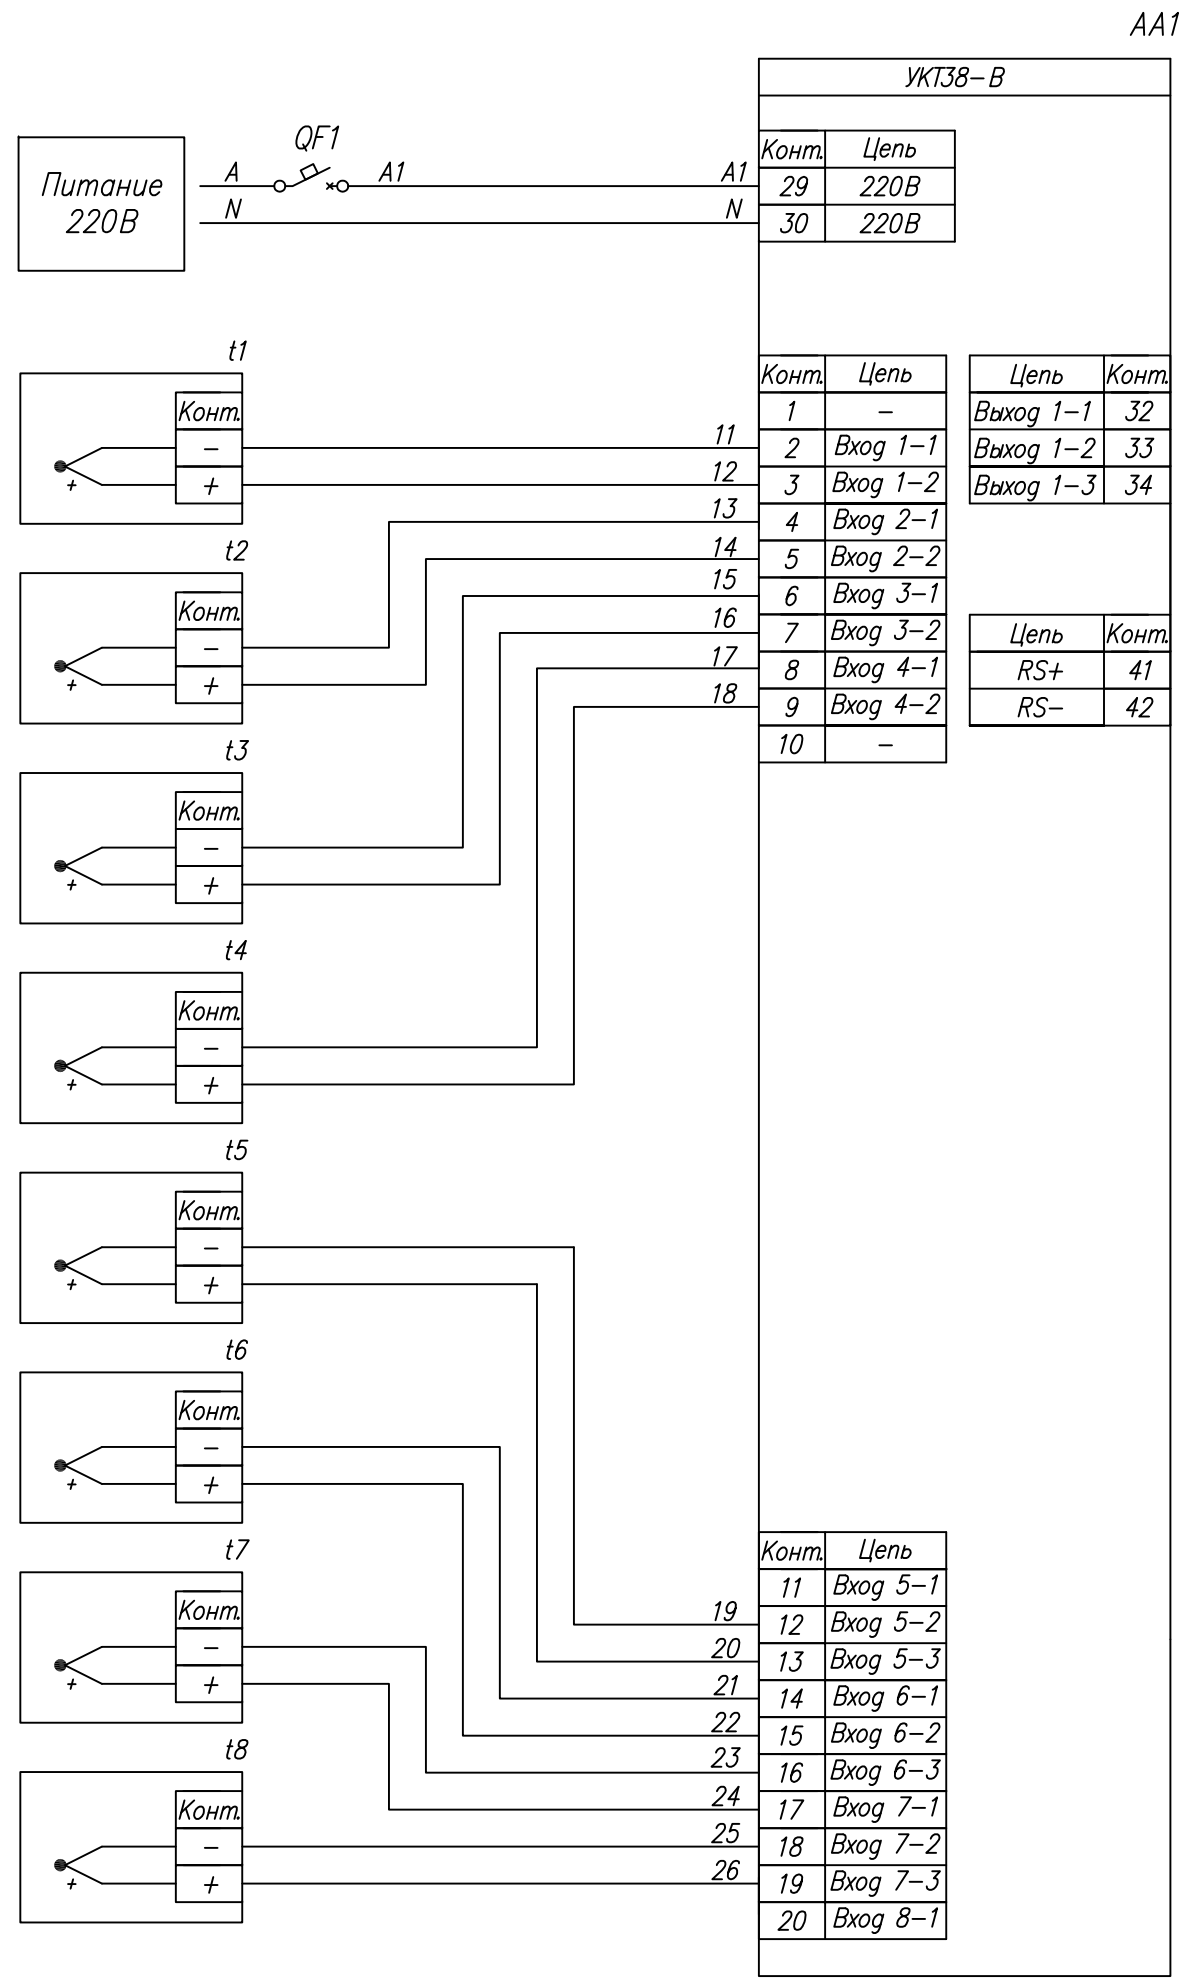 AA1
УКТ38-В
QF1
Конт. Цепь
Питание
220В
A A1 A1 29 220В
N N 30 220В
t1
Конт. Цепь Цепь Конт.
Конт. 1 - Выход 1-1 32
- 11 2 Вход 1-1 Выход 1-2 33
+ + 12 3 Вход 1-2 Выход 1-3 34
13 4 Вход 2-1
t2
14 5 Вход 2-2
Конт. 15 6 Вход 3-1
- 16 7 Вход 3-2 Цепь Конт.
+ + 17 8 Вход 4-1 RS+ 41
18 9 Вход 4-2 RS- 42
10 -
t3
Конт.
-
+ +
t4
Конт.
-
+ +
t5
Конт.
-
+ +
t6
Конт.
-
+ +
t7
Конт. Цепь
11 Вход 5-1
Конт. 19 12 Вход 5-2
- 20 13 Вход 5-3
+ + 21 14 Вход 6-1
22 15 Вход 6-2
t8
23 16 Вход 6-3
Конт. 24 17 Вход 7-1
- 25 18 Вход 7-2
+ + 26 19 Вход 7-3
20 Вход 8-1